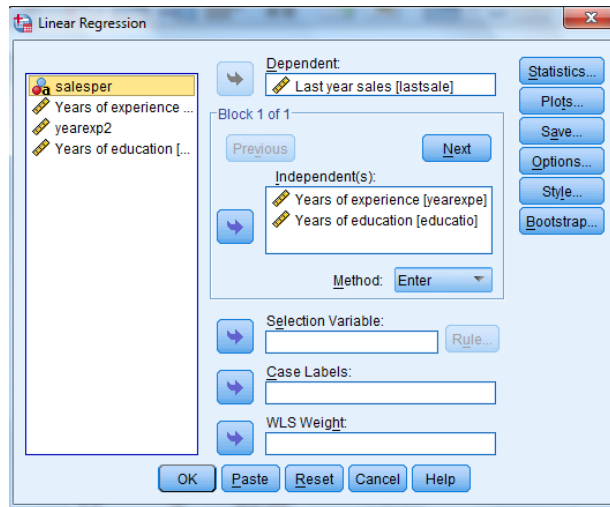 Linear Regression
salesper
Years of experience ...
yearexp2
Years of education [...
Dependent:
Last year sales [lastsale]
Block 1 of 1
Previous
Next
Independent(s):
Years of experience [yearexpe]
Years of education [educatio]
Method: Enter
Selection Variable:
Rule...
Case Labels:
WLS Weight:
Statistics...
Plots...
Save...
Options...
Style...
Bootstrap...
OK Paste Reset Cancel Help